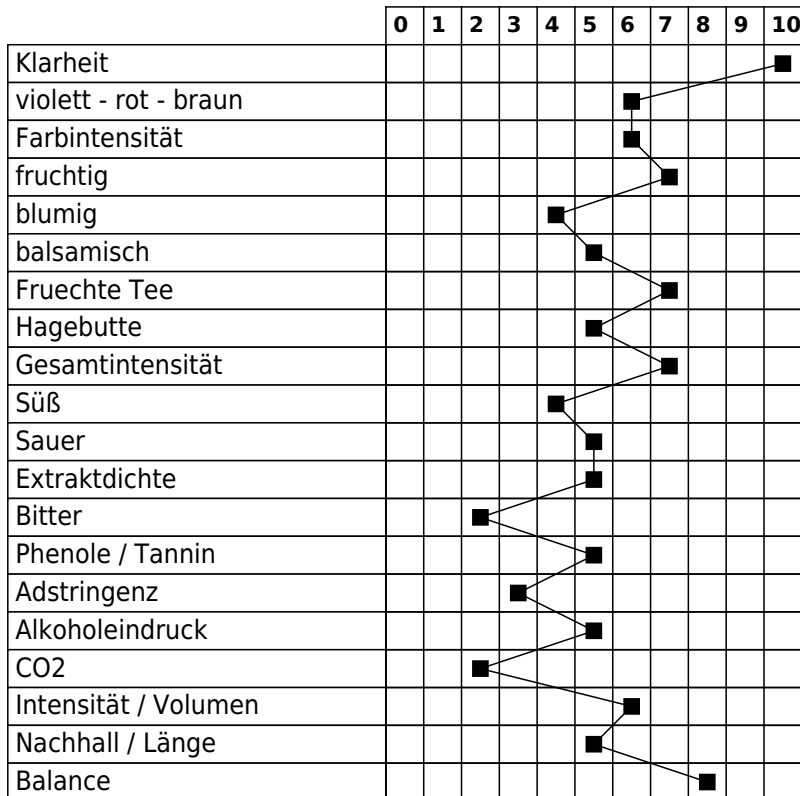 0 1 2 3 4 5 6 7 8 9 10
Klarheit
violett - rot - braun
Farbintensität
fruchtig
blumig
balsamisch
Fruechte Tee
Hagebutte
Gesamtintensität
Süß
Sauer
Extraktdichte
Bitter
Phenole / Tannin
Adstringenz
Alkoholeindruck
CO2
Intensität / Volumen
Nachhall / Länge
Balance